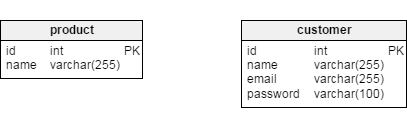 product
id int PK
name varchar(255)
customer
id int PK
name varchar(255)
email varchar(255)
password varchar(100)